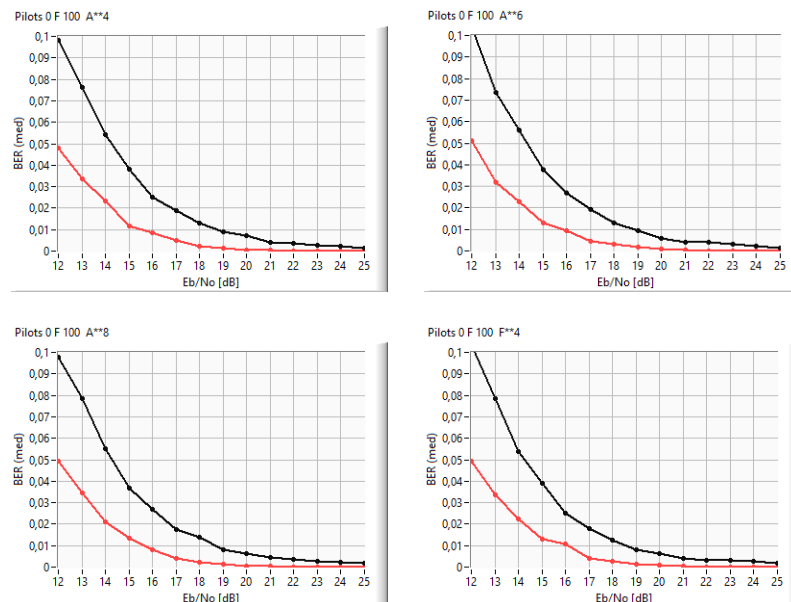 Pilots 0 F 100 A**4
0,1
0,09
0,08
0,07
0,06
0,05
0,04
0,03
0,02
0,01
0
BER (med)
12 13 14 15 16 17 18 19 20 21 22 23 24 25
Eb/No [dB]
Pilots 0 F 100 A**6
0,1
0,09
0,08
0,07
0,06
0,05
0,04
0,03
0,02
0,01
0
BER (med)
12 13 14 15 16 17 18 19 20 21 22 23 24 25
Eb/No [dB]
Pilots 0 F 100 A**8
0,1
0,09
0,08
0,07
0,06
0,05
0,04
0,03
0,02
0,01
0
BER (med)
12 13 14 15 16 17 18 19 20 21 22 23 24 25
Eb/No [dB]
Pilots 0 F 100 F**4
0,1
0,09
0,08
0,07
0,06
0,05
0,04
0,03
0,02
0,01
0
BER (med)
12 13 14 15 16 17 18 19 20 21 22 23 24 25
Eb/No [dB]